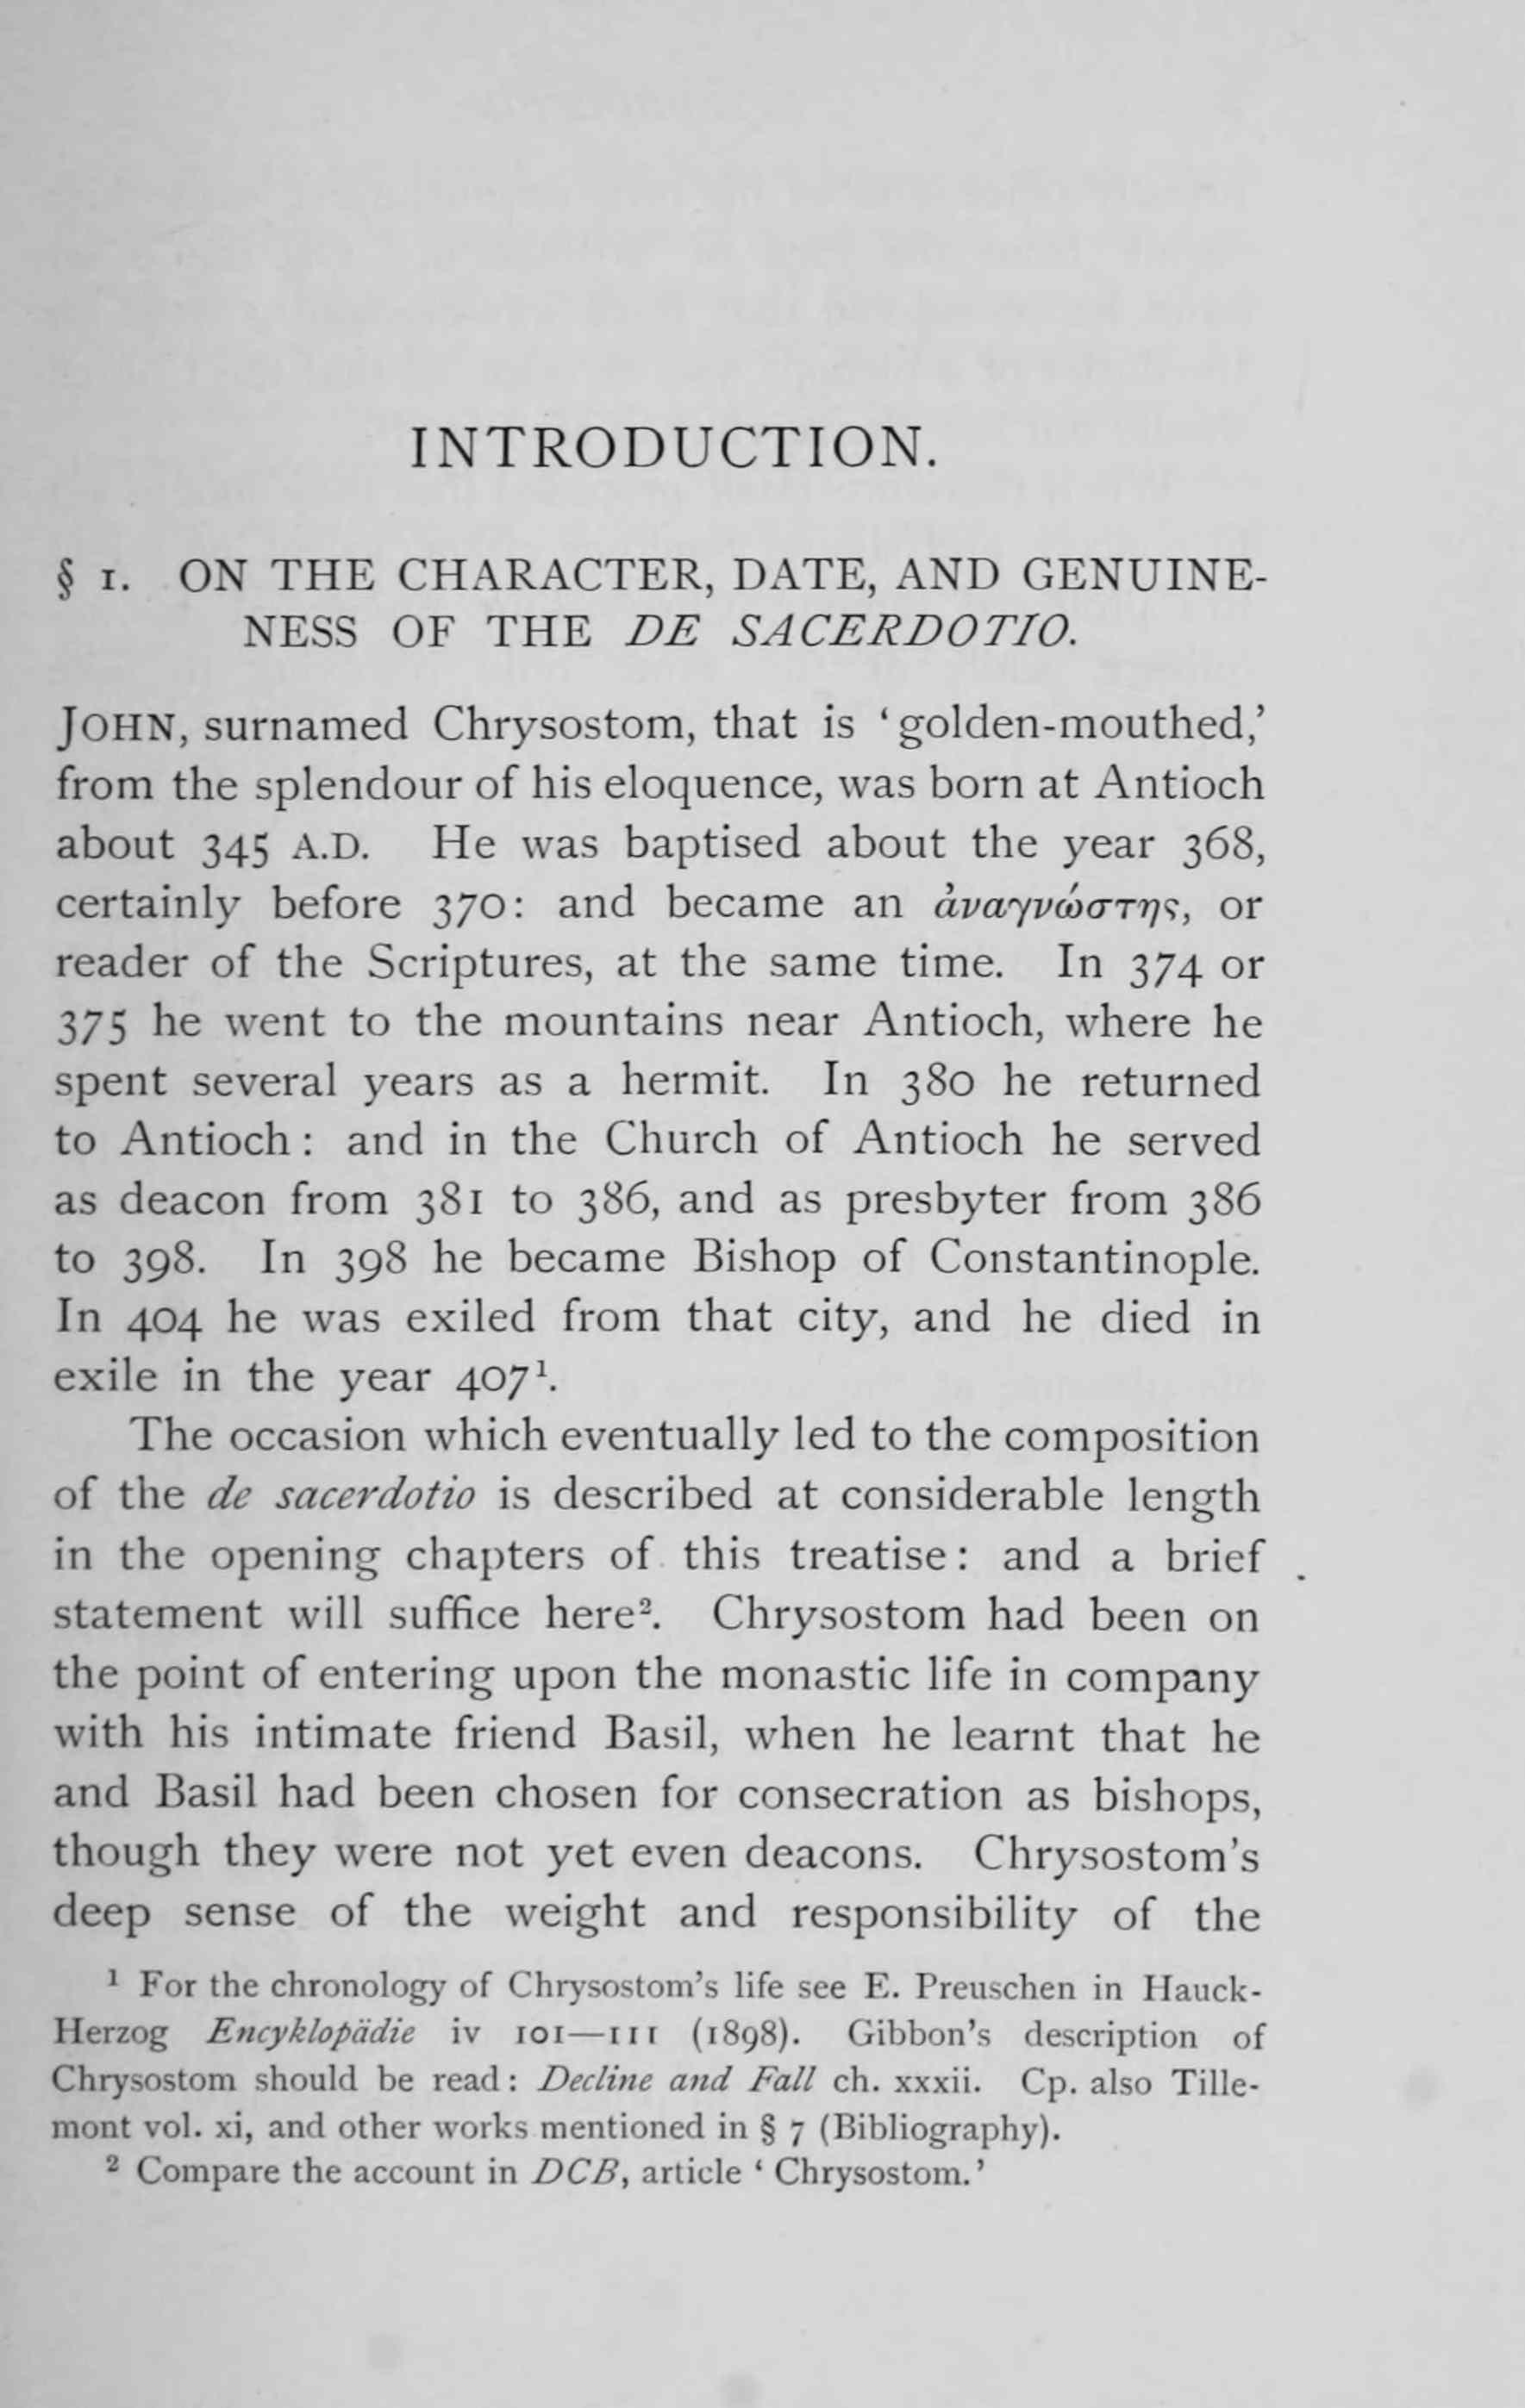 INTRODUCTION.
§ 1. ON THE CHARACTER, DATE, AND GENUINE-
NESS OF THE DE SACERDOTIO.
JOHN, surnamed Chrysostom, that is ‘golden-mouthed,’
from the splendour of his eloquence, was born at Antioch
about 345 A.D. He was baptised about the year 368,
certainly before 370: and became an ἀναγνώστης, or
reader of the Scriptures, at the same time. In 374 or
375 he went to the mountains near Antioch, where he
spent several years as a hermit. In 380 he returned
to Antioch: and in the Church of Antioch he served
as deacon from 381 to 386, and as presbyter from 386
to 398. In 398 he became Bishop of Constantinople.
In 404 he was exiled from that city, and he died in
exile in the year 407¹.
The occasion which eventually led to the composition
of the de sacerdotio is described at considerable length
in the opening chapters of this treatise: and a brief
statement will suffice here². Chrysostom had been on
the point of entering upon the monastic life in company
with his intimate friend Basil, when he learnt that he
and Basil had been chosen for consecration as bishops,
though they were not yet even deacons. Chrysostom's
deep sense of the weight and responsibility of the
¹ For the chronology of Chrysostom's life see E. Preuschen in Hauck-
Herzog Encyklopädie iv 101—111 (1898). Gibbon's description of
Chrysostom should be read: Decline and Fall ch. xxxii. Cp. also Tille-
mont vol. xi, and other works mentioned in § 7 (Bibliography).
² Compare the account in DCB, article ‘Chrysostom.’